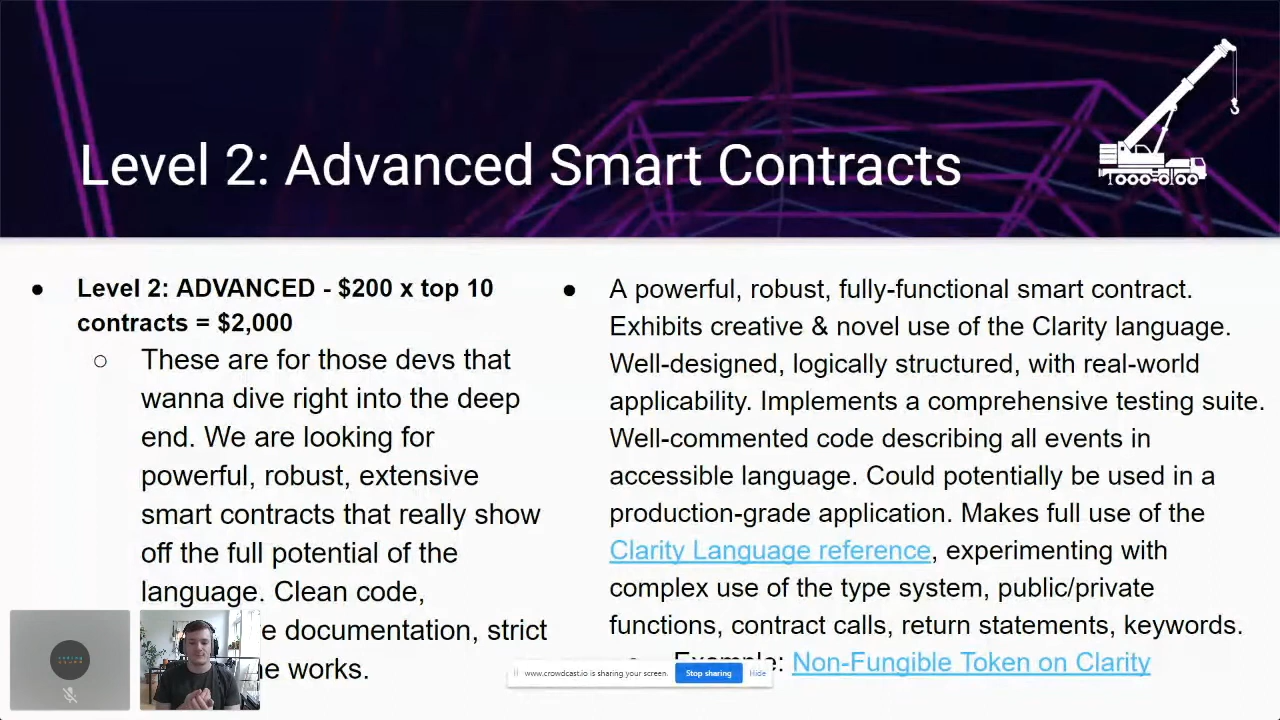 Level 2: Advanced Smart Contracts
● Level 2: ADVANCED - $200 x top 10
contracts = $2,000
○ These are for those devs that
wanna dive right into the deep
end. We are looking for
powerful, robust, extensive
smart contracts that really show
off the full potential of the
language. Clean code,
e documentation, strict
he works.
● A powerful, robust, fully-functional smart contract.
Exhibits creative & novel use of the Clarity language.
Well-designed, logically structured, with real-world
applicability. Implements a comprehensive testing suite.
Well-commented code describing all events in
accessible language. Could potentially be used in a
production-grade application. Makes full use of the
Clarity Language reference, experimenting with
complex use of the type system, public/private
functions, contract calls, return statements, keywords.
Example: Non-Fungible Token on Clarity
www.crowdcast.io is sharing your screen. Stop sharing Hide